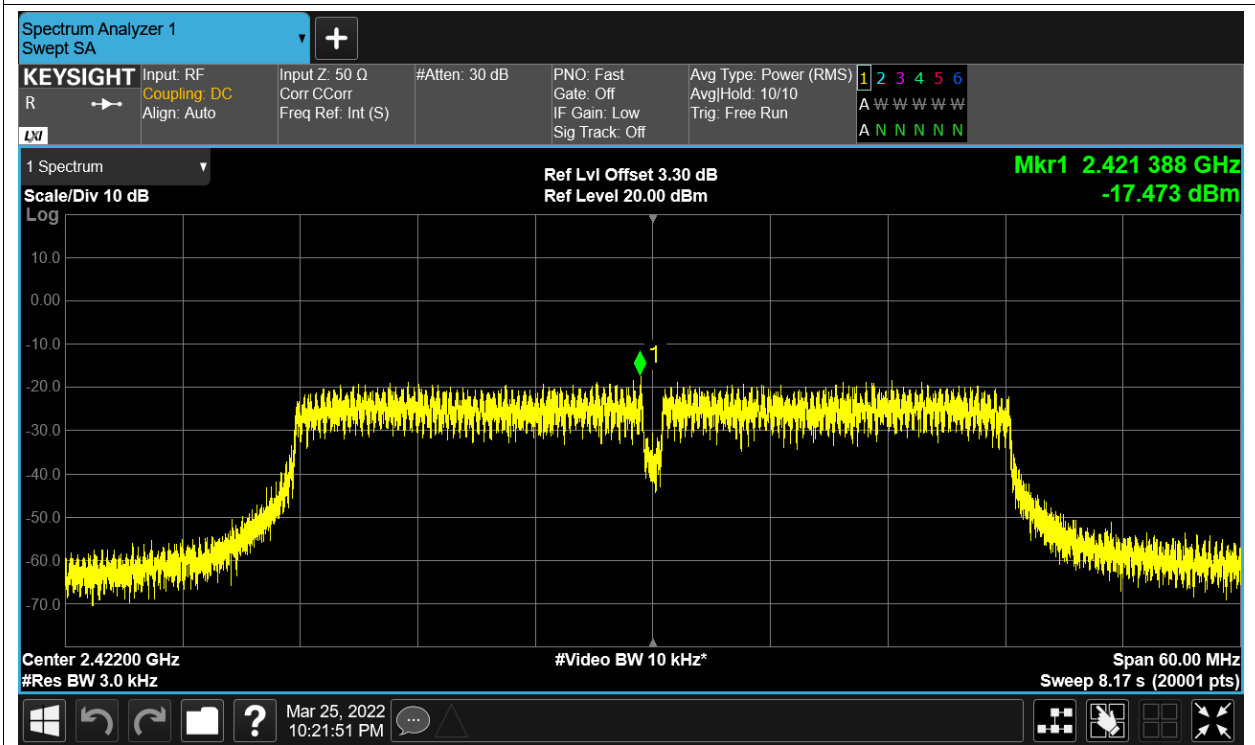 Spectrum Analyzer 1
Swept SA
KEYSIGHT
R
LXI
Input: RF
Coupling: DC
Align: Auto
Input Z: 50 Ω
Corr CCorr
Freq Ref: Int (S)
#Atten: 30 dB
PNO: Fast
Gate: Off
IF Gain: Low
Sig Track: Off
Avg Type: Power (RMS)
Avg|Hold: 10/10
Trig: Free Run
1 2 3 4 5 6
A W W W W W
A N N N N N
1 Spectrum
Scale/Div 10 dB
Log
Ref Lvl Offset 3.30 dB
Ref Level 20.00 dBm
Mkr1 2.421 388 GHz
-17.473 dBm
10.0
0.00
-10.0
1
-20.0
-30.0
-40.0
-50.0
-60.0
-70.0
Center 2.42200 GHz
#Res BW 3.0 kHz
#Video BW 10 kHz*
Span 60.00 MHz
Sweep 8.17 s (20001 pts)
?
Mar 25, 2022
10:21:51 PM